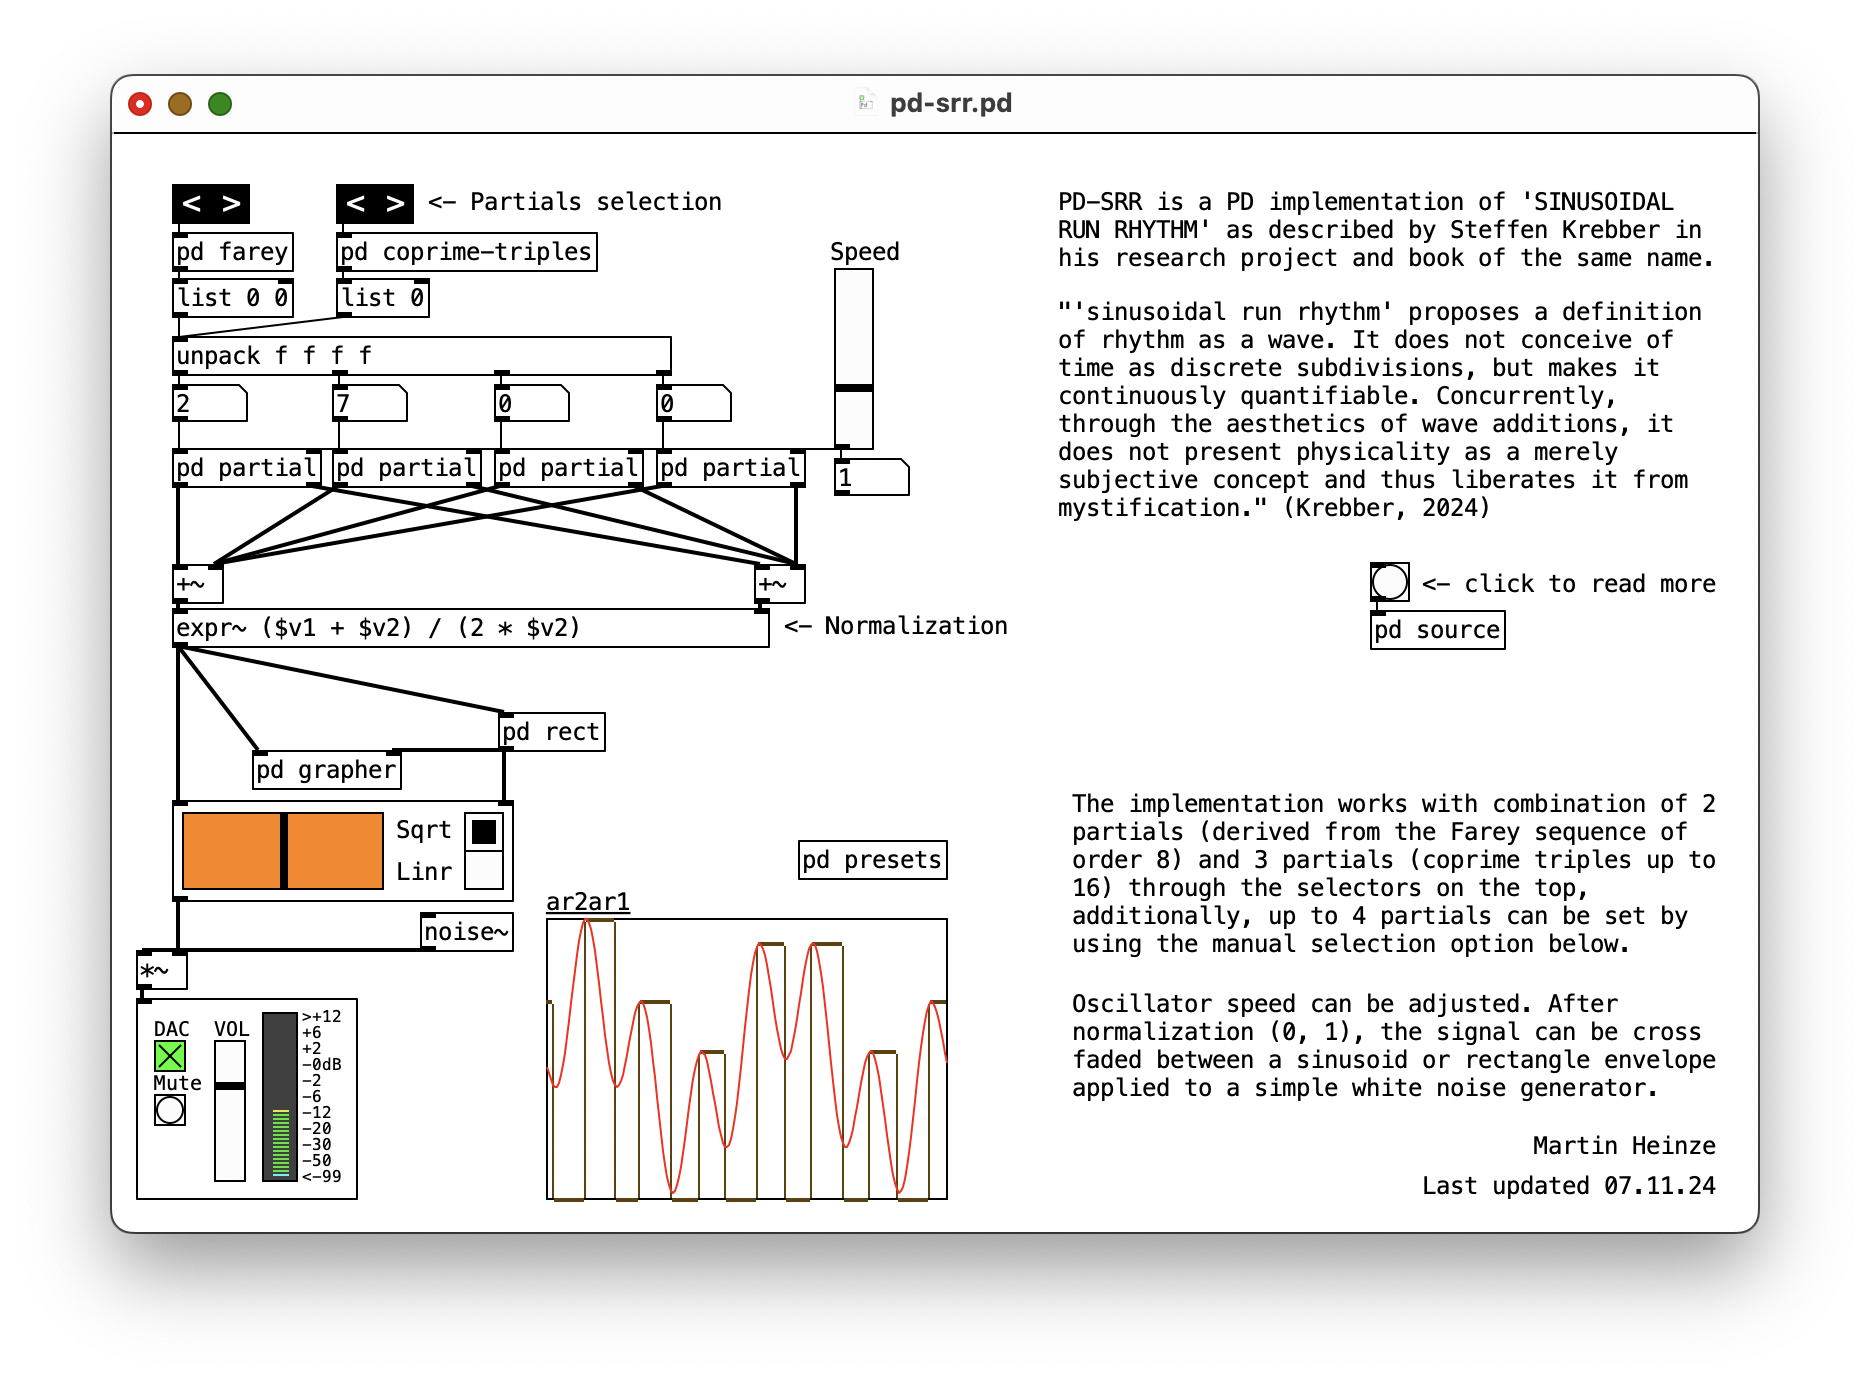 pd-srr.pd
< >
< >
<- Partials selection
pd farey
pd coprime-triples
list 0 0
list 0
unpack f f f f
2
7
0
0
Speed
pd partial
pd partial
pd partial
pd partial
1
+~
+~
expr~ ($v1 + $v2) / (2 * $v2)
<- Normalization
pd rect
pd grapher
Sqrt
Linr
noise~
*~
DAC
VOL
Mute
>+12
+6
+2
-0dB
-2
-6
-12
-20
-30
-50
<-99
pd presets
ar2ar1
PD-SRR is a PD implementation of 'SINUSOIDAL
RUN RHYTHM' as described by Steffen Krebber in
his research project and book of the same name.
"'sinusoidal run rhythm' proposes a definition
of rhythm as a wave. It does not conceive of
time as discrete subdivisions, but makes it
continuously quantifiable. Concurrently,
through the aesthetics of wave additions, it
does not present physicality as a merely
subjective concept and thus liberates it from
mystification." (Krebber, 2024)
<- click to read more
pd source
The implementation works with combination of 2
partials (derived from the Farey sequence of
order 8) and 3 partials (coprime triples up to
16) through the selectors on the top,
additionally, up to 4 partials can be set by
using the manual selection option below.
Oscillator speed can be adjusted. After
normalization (0, 1), the signal can be cross
faded between a sinusoid or rectangle envelope
applied to a simple white noise generator.
Martin Heinze
Last updated 07.11.24